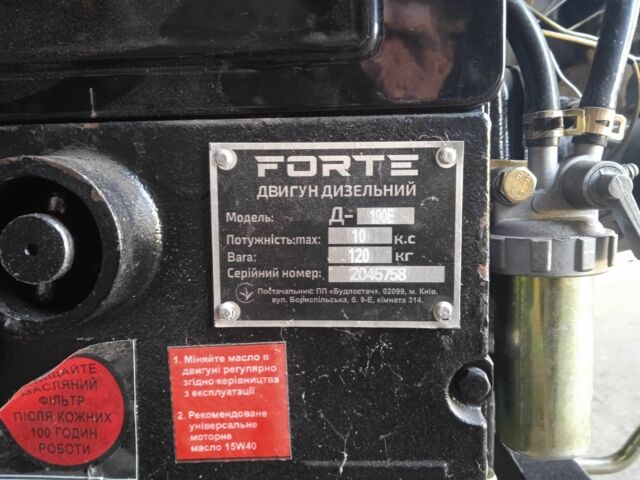 FORTE
ДВИГУН ДИЗЕЛЬНИЙ
Модель: Д- 190Е
Потужність:max: 10 к.с
Вага: 120 кг
Серійний номер: 2045758
Постачальник: ПП «Будпостач», 02099, м. Київ,
вул. Бориспільська, б. 9-Е, кімната 314.
1. Міняйте масло в
двигуні регулярно
згідно керівництва
з експлуатації
2. Рекомендоване
універсальне
моторне
масло 15W40
МАСЛЯНИЙ
ФІЛЬТР
ПІСЛЯ КОЖНИХ
100 ГОДИН
РОБОТИ